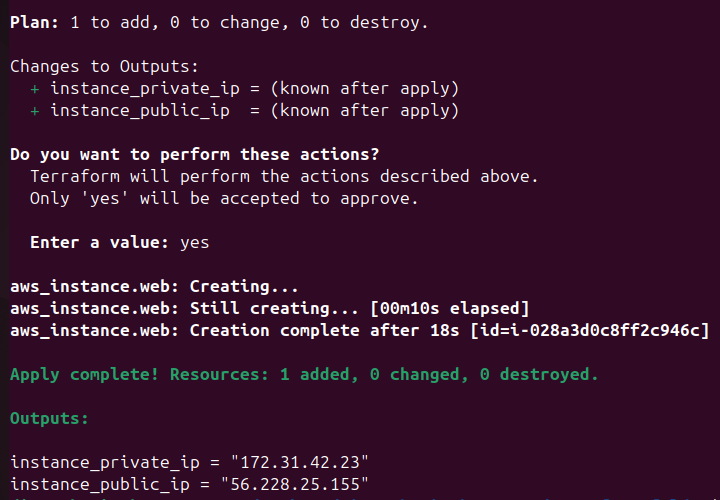 Plan: 1 to add, 0 to change, 0 to destroy.
Changes to Outputs:
+ instance_private_ip = (known after apply)
+ instance_public_ip  = (known after apply)
Do you want to perform these actions?
Terraform will perform the actions described above.
Only 'yes' will be accepted to approve.
Enter a value: yes
aws_instance.web: Creating...
aws_instance.web: Still creating... [00m10s elapsed]
aws_instance.web: Creation complete after 18s [id=i-028a3d0c8ff2c946c]
Apply complete! Resources: 1 added, 0 changed, 0 destroyed.
Outputs:
instance_private_ip = "172.31.42.23"
instance_public_ip = "56.228.25.155"